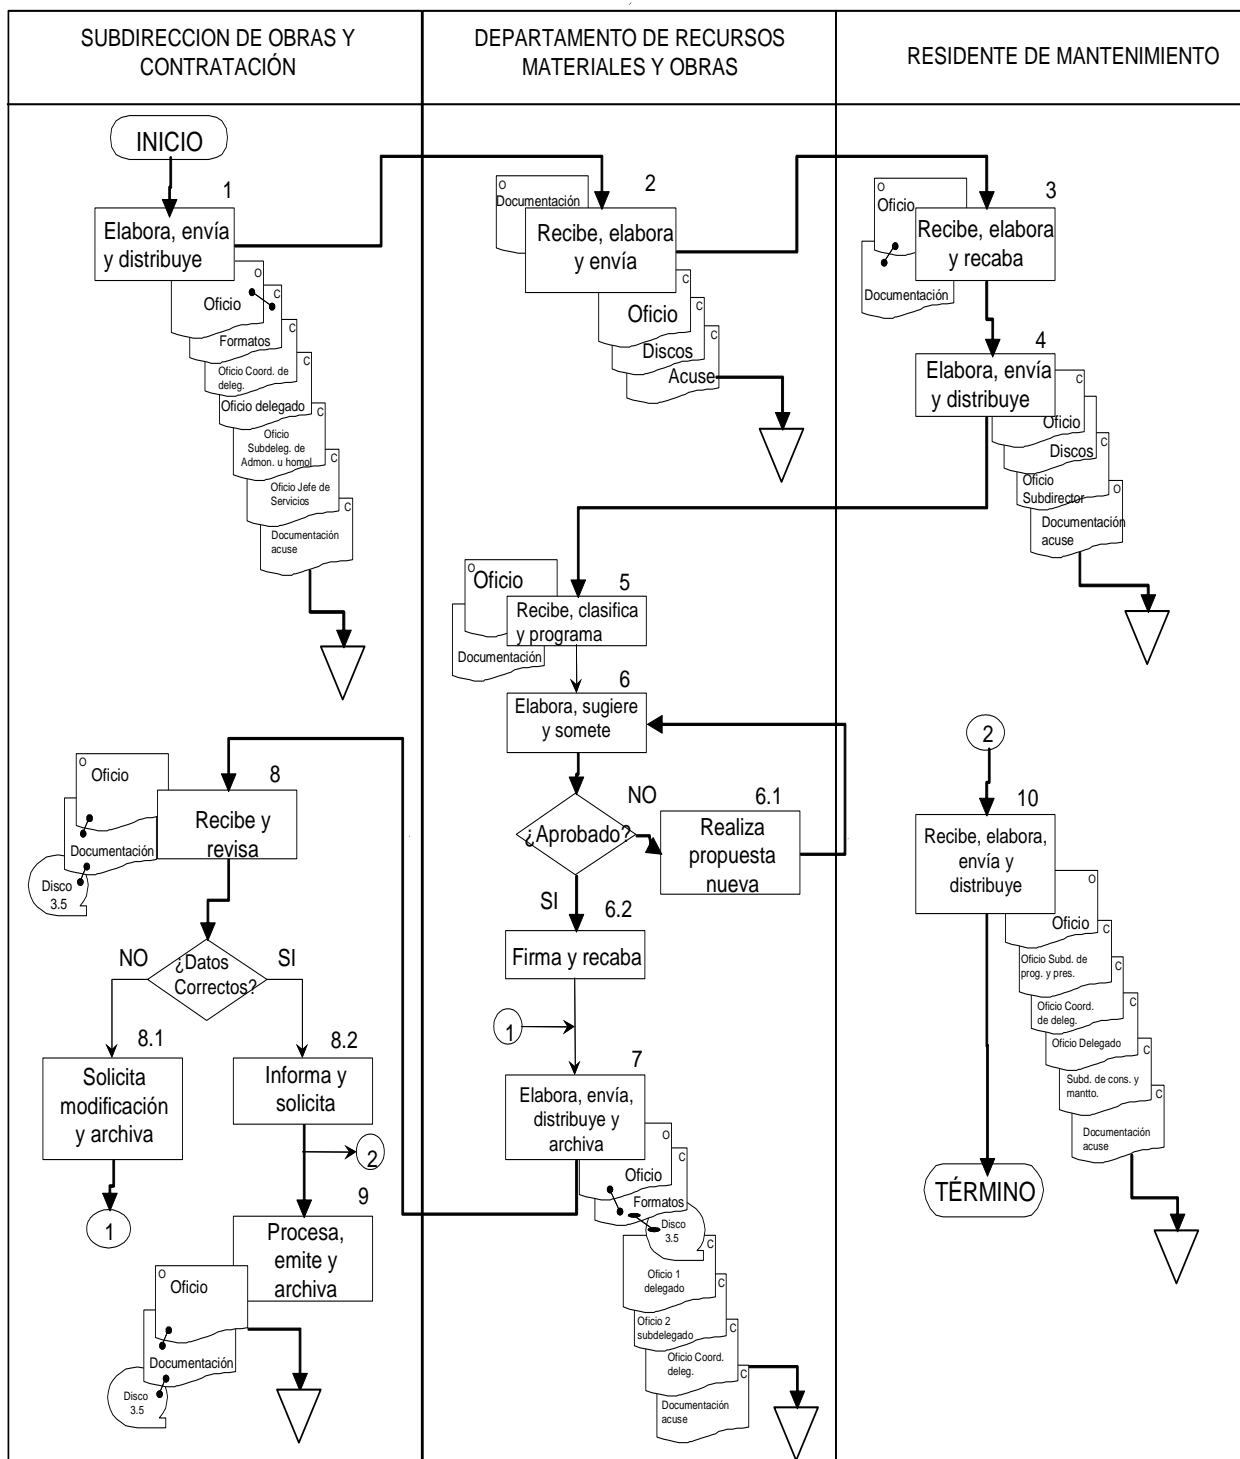 SUBDIRECCION DE OBRAS Y
CONTRATACIÓN
DEPARTAMENTO DE RECURSOS
MATERIALES Y OBRAS
RESIDENTE DE MANTENIMIENTO
INICIO
1
Elabora, envía
y distribuye
O
Oficio
C
Formatos
C
Oficio Coord. de
deleg.
C
Oficio delegado
C
Oficio
Subdeleg. de
Admon. u homol
C
Oficio Jefe de
Servicios
C
Documentación
acuse
2
O
Documentación
Recibe, elabora
y envía
C
Oficio
C
Discos
C
Acuse
3
O
Oficio
Documentación
Recibe, elabora
y recaba
4
Elabora, envía
y distribuye
C
Oficio
Discos
C
Oficio
Subdirector
O
Documentación
acuse
5
O
Oficio
Documentación
Recibe, clasifica
y programa
6
Elabora, sugiere
y somete
¿Aprobado?
NO
6.1
Realiza
propuesta
nueva
SI
6.2
Firma y recaba
1
7
Elabora, envía,
distribuye y
archiva
O
Oficio
C
Formatos
Disco
3.5
C
Oficio 1
delegado
C
Oficio 2
subdelegado
C
Oficio Coord.
deleg.
C
Documentación
acuse
8
O
Oficio
Documentación
Disco
3.5
Recibe y
revisa
¿Datos
Correctos?
NO
SI
8.1
Solicita
modificación
y archiva
1
8.2
Informa y
solicita
2
9
Procesa,
emite y
archiva
O
Oficio
Documentación
Disco
3.5
2
10
Recibe, elabora,
envía y
distribuye
O
Oficio
C
Oficio Subd. de
prog. y pres.
C
Oficio Coord.
de deleg.
C
Oficio Delegado
C
Subd. de cons. y
mantto.
C
Documentación
acuse
TÉRMINO